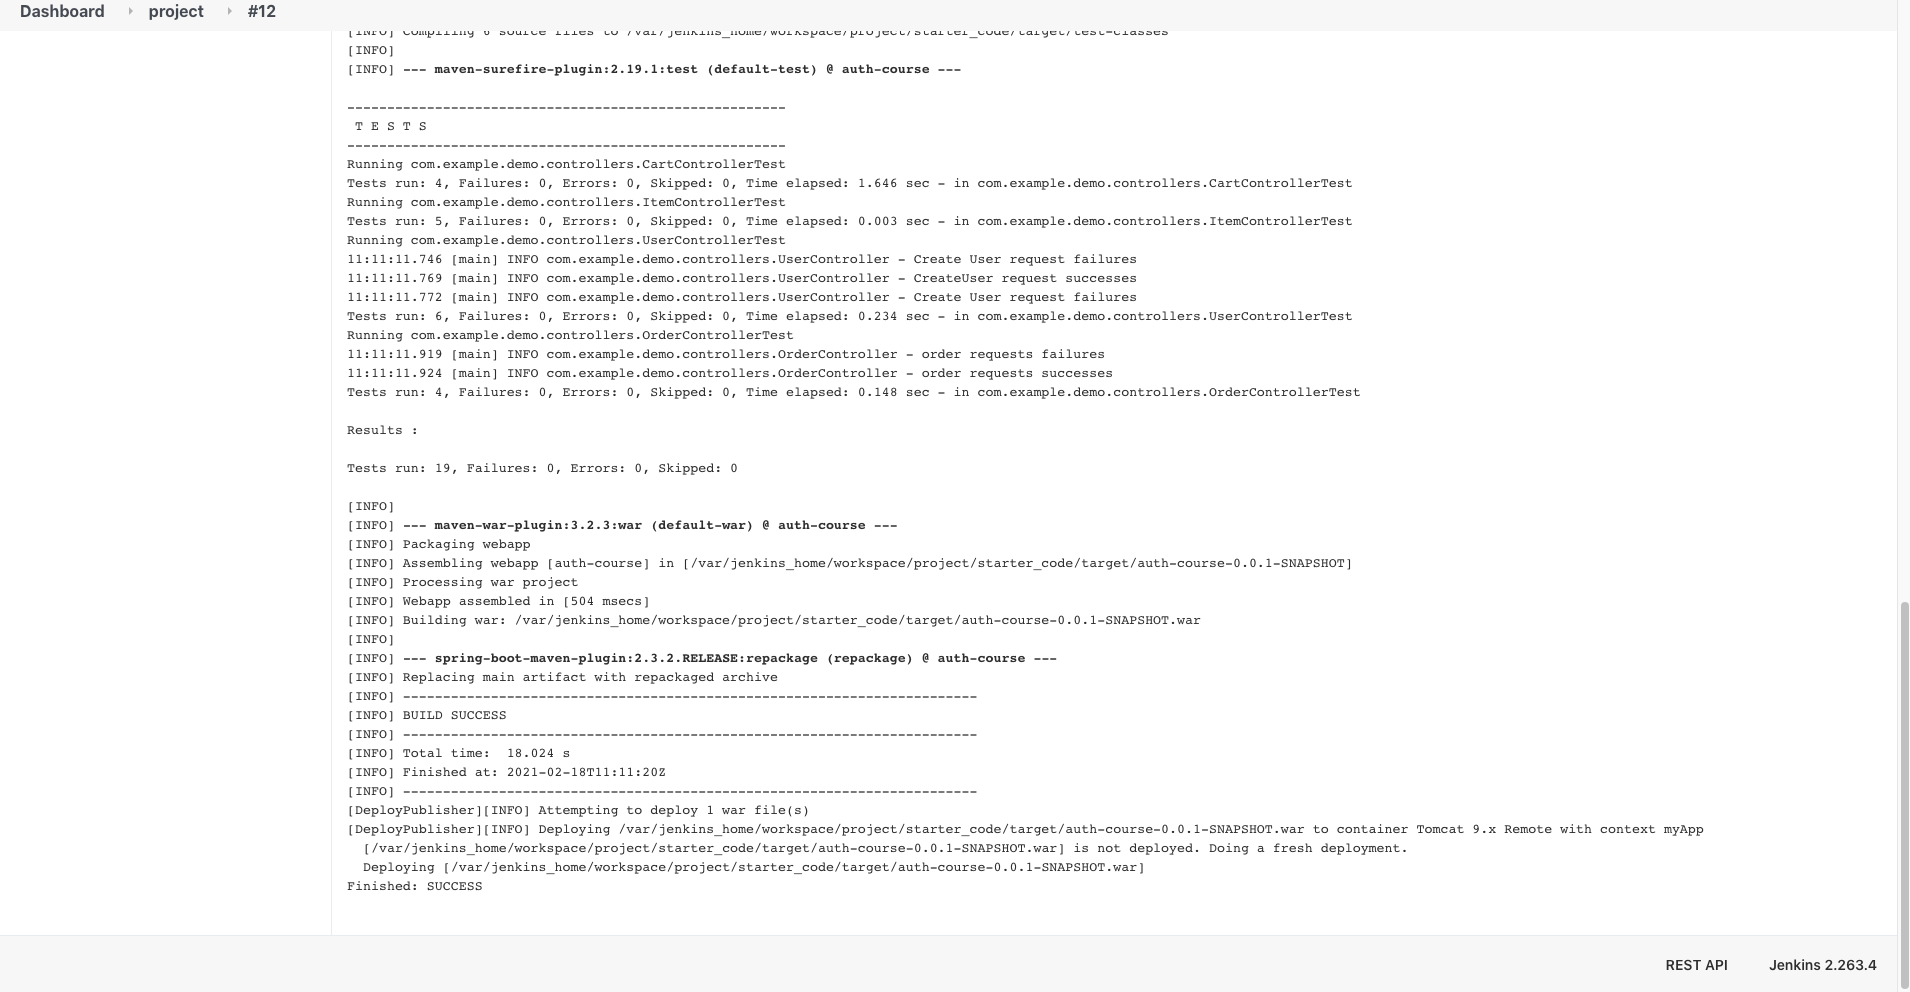 Dashboard project #12
[INFO] Compiling 6 source files to /var/jenkins_home/workspace/project/starter_code/target/test-classes
[INFO]
[INFO] --- maven-surefire-plugin:2.19.1:test (default-test) @ auth-course ---
-------------------------------------------------------
T E S T S
-------------------------------------------------------
Running com.example.demo.controllers.CartControllerTest
Tests run: 4, Failures: 0, Errors: 0, Skipped: 0, Time elapsed: 1.646 sec - in com.example.demo.controllers.CartControllerTest
Running com.example.demo.controllers.ItemControllerTest
Tests run: 5, Failures: 0, Errors: 0, Skipped: 0, Time elapsed: 0.003 sec - in com.example.demo.controllers.ItemControllerTest
Running com.example.demo.controllers.UserControllerTest
11:11:11.746 [main] INFO com.example.demo.controllers.UserController - Create User request failures
11:11:11.769 [main] INFO com.example.demo.controllers.UserController - CreateUser request successes
11:11:11.772 [main] INFO com.example.demo.controllers.UserController - Create User request failures
Tests run: 6, Failures: 0, Errors: 0, Skipped: 0, Time elapsed: 0.234 sec - in com.example.demo.controllers.UserControllerTest
Running com.example.demo.controllers.OrderControllerTest
11:11:11.919 [main] INFO com.example.demo.controllers.OrderController - order requests failures
11:11:11.924 [main] INFO com.example.demo.controllers.OrderController - order requests successes
Tests run: 4, Failures: 0, Errors: 0, Skipped: 0, Time elapsed: 0.148 sec - in com.example.demo.controllers.OrderControllerTest
Results :
Tests run: 19, Failures: 0, Errors: 0, Skipped: 0
[INFO]
[INFO] --- maven-war-plugin:3.2.3:war (default-war) @ auth-course ---
[INFO] Packaging webapp
[INFO] Assembling webapp [auth-course] in [/var/jenkins_home/workspace/project/starter_code/target/auth-course-0.0.1-SNAPSHOT]
[INFO] Processing war project
[INFO] Webapp assembled in [504 msecs]
[INFO] Building war: /var/jenkins_home/workspace/project/starter_code/target/auth-course-0.0.1-SNAPSHOT.war
[INFO]
[INFO] --- spring-boot-maven-plugin:2.3.2.RELEASE:repackage (repackage) @ auth-course ---
[INFO] Replacing main artifact with repackaged archive
[INFO] ------------------------------------------------------------------------
[INFO] BUILD SUCCESS
[INFO] ------------------------------------------------------------------------
[INFO] Total time:  18.024 s
[INFO] Finished at: 2021-02-18T11:11:20Z
[INFO] ------------------------------------------------------------------------
[DeployPublisher][INFO] Attempting to deploy 1 war file(s)
[DeployPublisher][INFO] Deploying /var/jenkins_home/workspace/project/starter_code/target/auth-course-0.0.1-SNAPSHOT.war to container Tomcat 9.x Remote with context myApp
[/var/jenkins_home/workspace/project/starter_code/target/auth-course-0.0.1-SNAPSHOT.war] is not deployed. Doing a fresh deployment.
Deploying [/var/jenkins_home/workspace/project/starter_code/target/auth-course-0.0.1-SNAPSHOT.war]
Finished: SUCCESS
REST API Jenkins 2.263.4